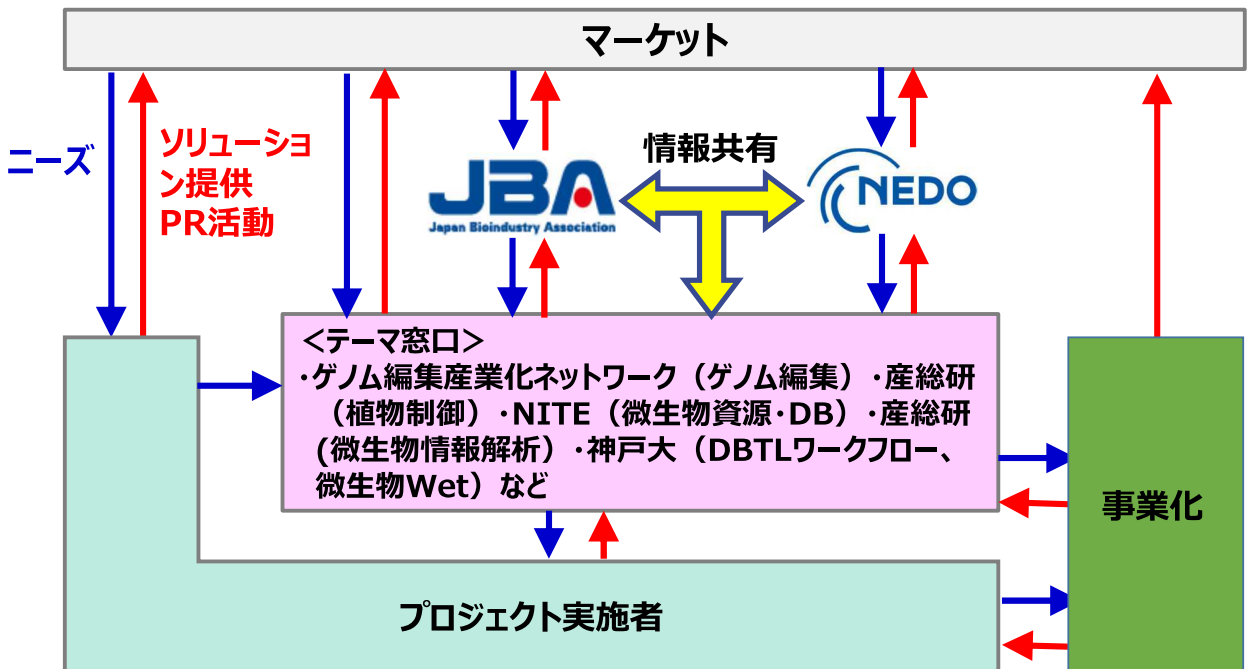 マーケット
ニーズ
ソリューショ
ン提供
PR活動
情報共有
JBA
Japan Bioindustry Association
NEDO
＜テーマ窓口＞
・ゲノム編集産業化ネットワーク（ゲノム編集）・産総研
（植物制御）・NITE（微生物資源・DB）・産総研
(微生物情報解析）・神戸大（DBTLワークフロー、
微生物Wet）など
事業化
プロジェクト実施者